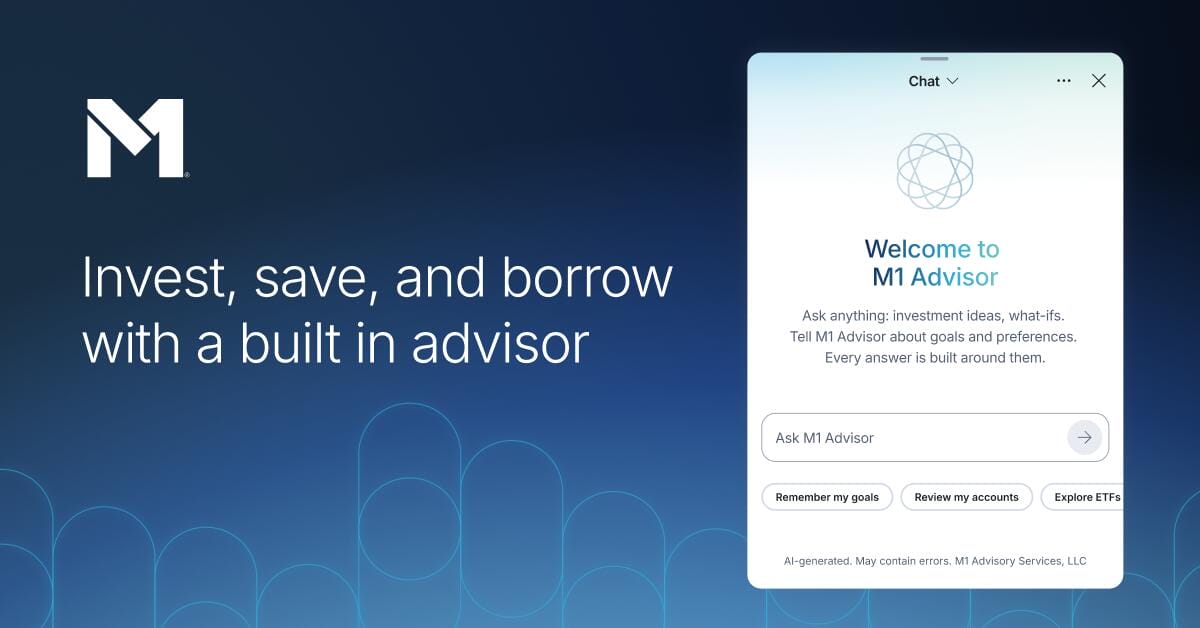 M1
Invest, save, and borrow
with a built in advisor
Chat
Welcome to
M1 Advisor
Ask anything: investment ideas, what-ifs.
Tell M1 Advisor about goals and preferences.
Every answer is built around them.
Ask M1 Advisor
Remember my goals
Review my accounts
Explore ETFs
AI-generated. May contain errors. M1 Advisory Services, LLC